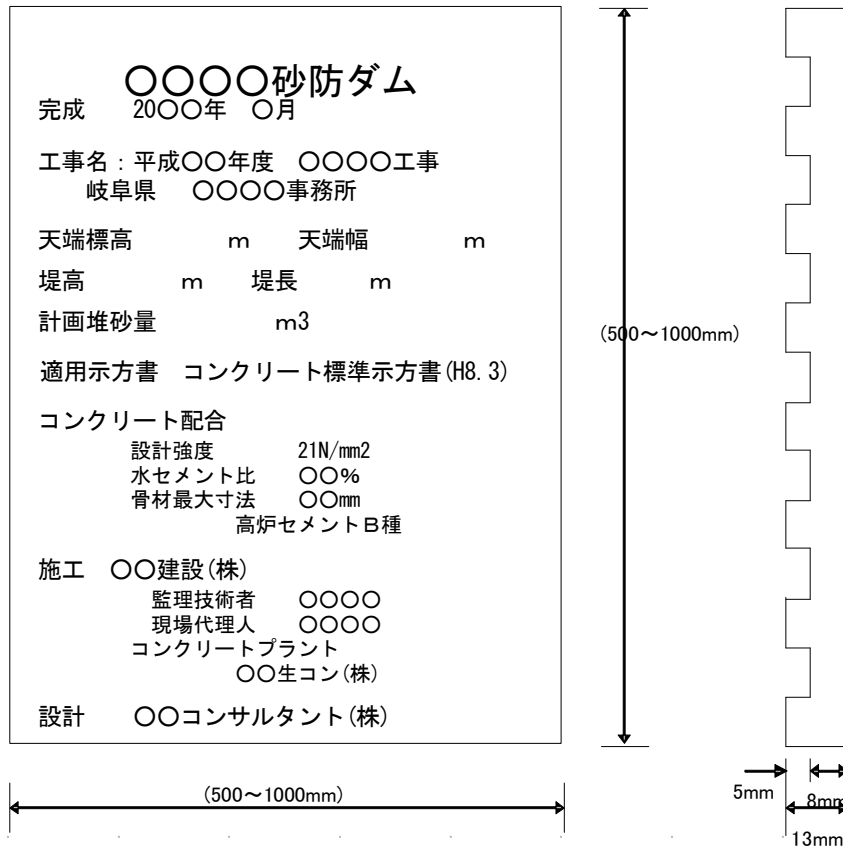 ○○○○砂防ダム
完成　　20○○年　○月
工事名：平成○○年度　○○○○工事
岐阜県　○○○○事務所
天端標高　　　　m　　天端幅　　　　m
堤高　　　　m　　堤長　　　m
計画堆砂量　　　　　m3
適用示方書　コンクリート標準示方書(H8.3)
コンクリート配合
設計強度　　　　21N/mm2
水セメント比　　○○%
骨材最大寸法　　○○mm
高炉セメントB種
施工　○○建設(株)
監理技術者　　○○○○
現場代理人　　○○○○
コンクリートプラント
○○生コン(株)
設計　　○○コンサルタント(株)
(500～1000mm)
(500～1000mm)
5mm
8mm
13mm